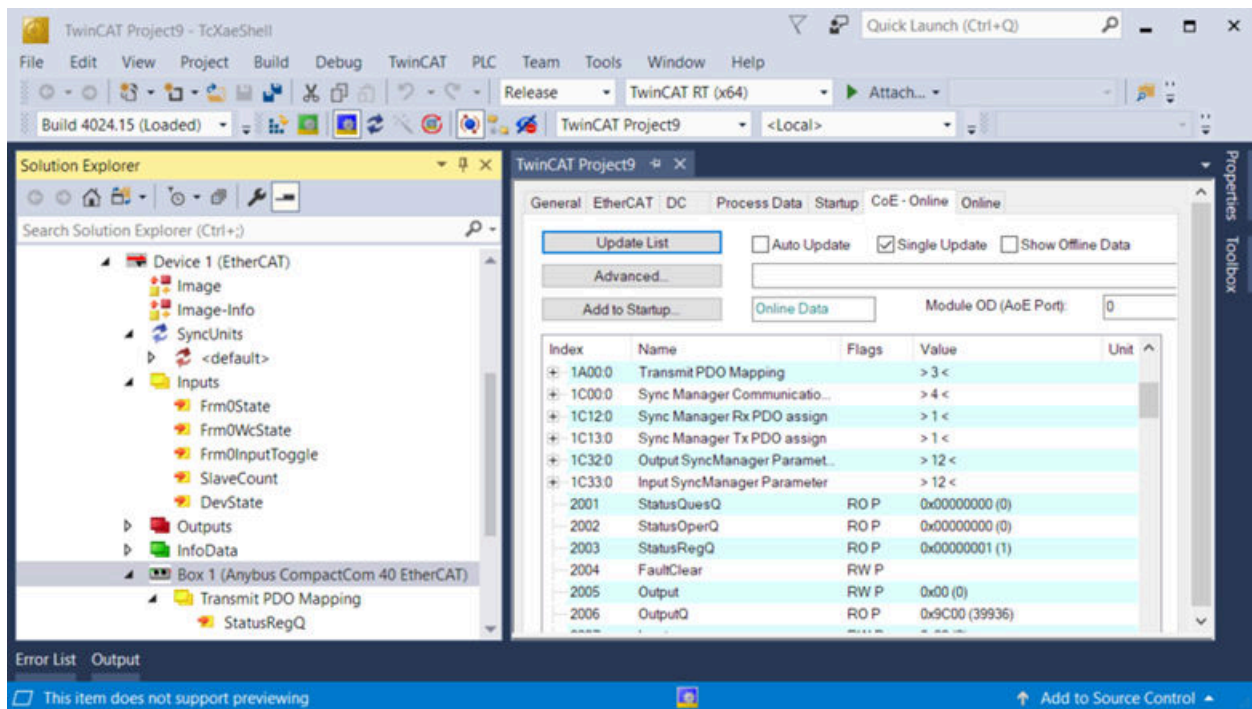 TwinCAT Project9 - TcXaeShell
Quick Launch (Ctrl+Q)
File Edit View Project Build Debug TwinCAT PLC Team Tools Window Help
Release TwinCAT RT (x64) Attach...
Build 4024.15 (Loaded) TwinCAT Project9 <Local>
Solution Explorer
Search Solution Explorer (Ctrl+;)
Device 1 (EtherCAT)
Image
Image-Info
SyncUnits
<default>
Inputs
Frm0State
Frm0WcState
Frm0InputToggle
SlaveCount
DevState
Outputs
InfoData
Box 1 (Anybus CompactCom 40 EtherCAT)
Transmit PDO Mapping
StatusRegQ
TwinCAT Project9
General EtherCAT DC Process Data Startup CoE - Online Online
Update List Auto Update Single Update Show Offline Data
Advanced...
Add to Startup... Online Data Module OD (AoE Port): 0
Index Name Flags Value Unit
1A00:0 Transmit PDO Mapping > 3 <
1C00:0 Sync Manager Communicatio... > 4 <
1C12:0 Sync Manager Rx PDO assign > 1 <
1C13:0 Sync Manager Tx PDO assign > 1 <
1C32:0 Output SyncManager Paramet... > 12 <
1C33:0 Input SyncManager Parameter > 12 <
2001 StatusQuesQ RO P 0x00000000 (0)
2002 StatusOperQ RO P 0x00000000 (0)
2003 StatusRegQ RO P 0x00000001 (1)
2004 FaultClear RW P
2005 Output RW P 0x00 (0)
2006 OutputQ RO P 0x9C00 (39936)
Properties
Toolbox
Error List Output
This item does not support previewing
Add to Source Control